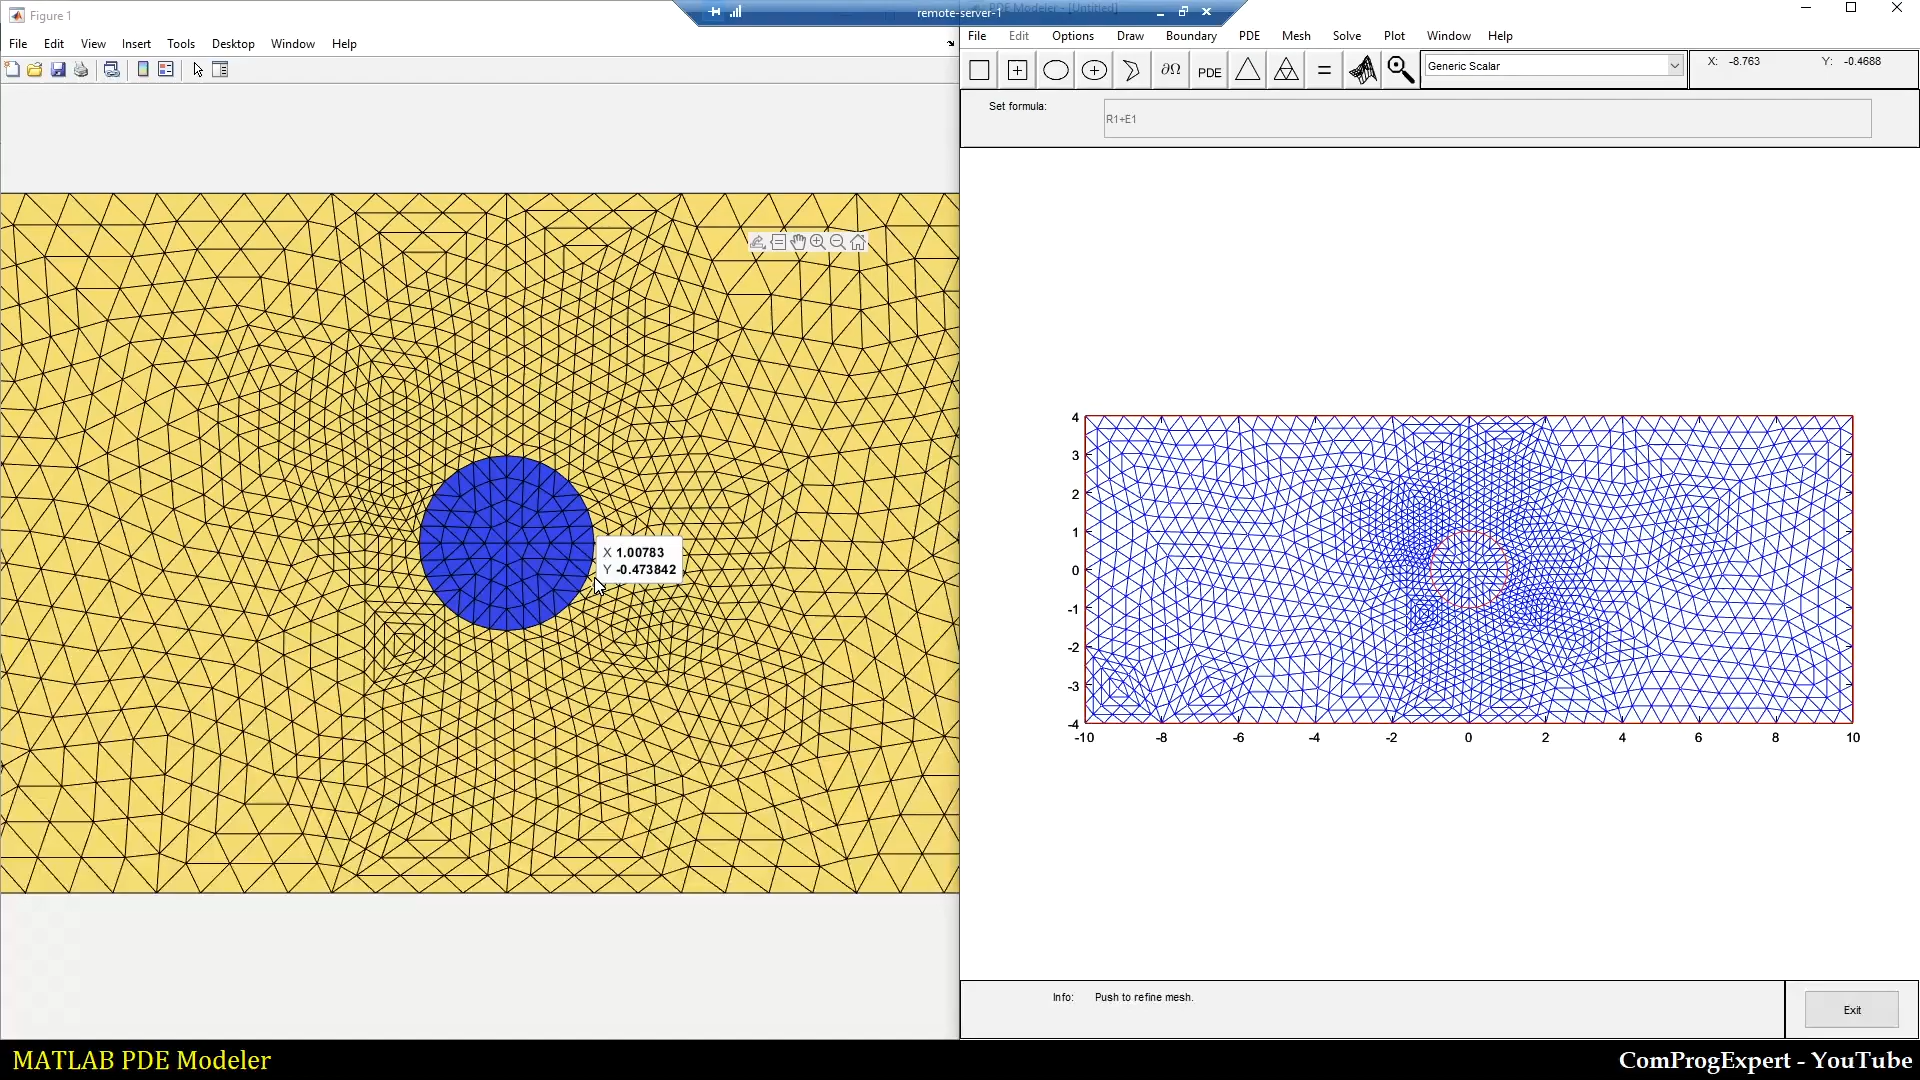 Figure 1
remote-server-1
PDE Modeler - [Untitled]
File Edit View Insert Tools Desktop Window Help
File Edit Options Draw Boundary PDE Mesh Solve Plot Window Help
∂Ω PDE = Generic Scalar X: -8.763 Y: -0.4688
Set formula: R1+E1
X 1.00783
Y -0.473842
4
3
2
1
0
-1
-2
-3
-4
-10 -8 -6 -4 -2 0 2 4 6 8 10
Info: Push to refine mesh.
Exit
MATLAB PDE Modeler
ComProgExpert - YouTube